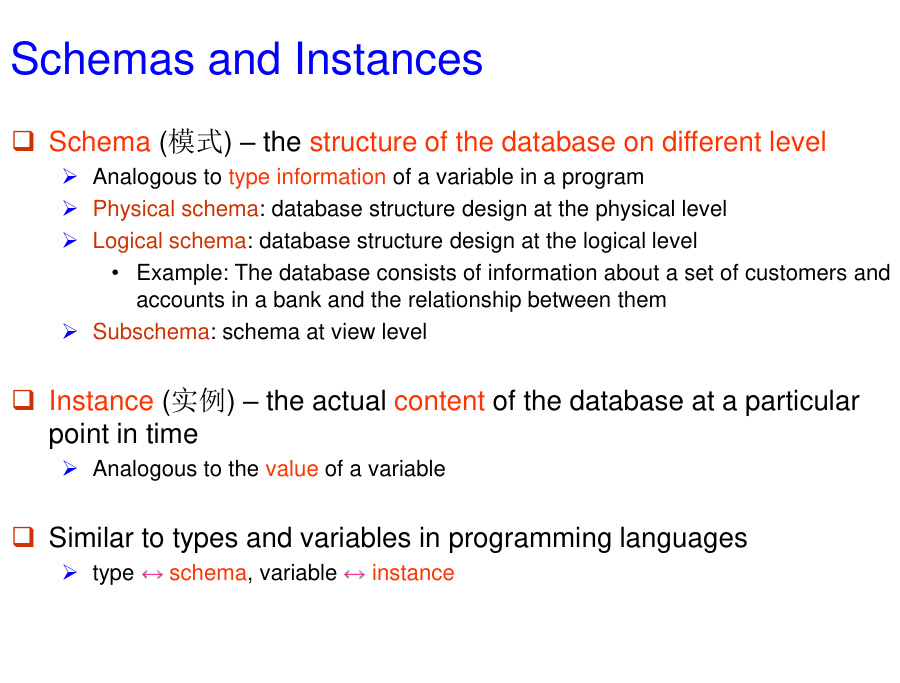 Schemas and Instances
❑ Schema (模式) – the structure of the database on different level
➢ Analogous to type information of a variable in a program
➢ Physical schema: database structure design at the physical level
➢ Logical schema: database structure design at the logical level
• Example: The database consists of information about a set of customers and
accounts in a bank and the relationship between them
➢ Subschema: schema at view level
❑ Instance (实例) – the actual content of the database at a particular
point in time
➢ Analogous to the value of a variable
❑ Similar to types and variables in programming languages
➢ type ↔ schema, variable ↔ instance